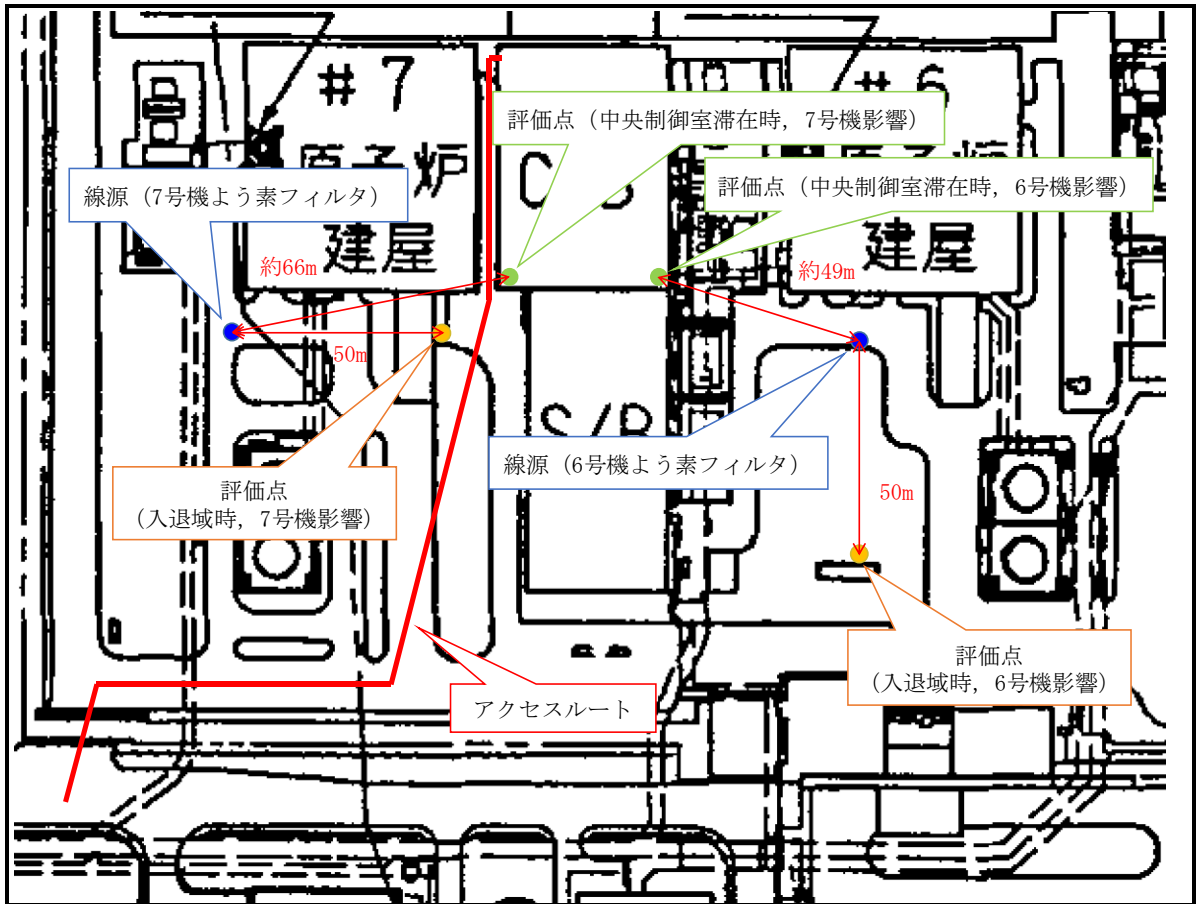 #7
原子炉
建屋
#6
原子炉
建屋
評価点(中央制御室滞在時,7号機影響)
評価点(中央制御室滞在時,6号機影響)
線源(7号機よう素フィルタ)
約66m
約49m
50m
S/B
線源(6号機よう素フィルタ)
評価点
(入退域時,7号機影響)
50m
評価点
(入退域時,6号機影響)
アクセスルート